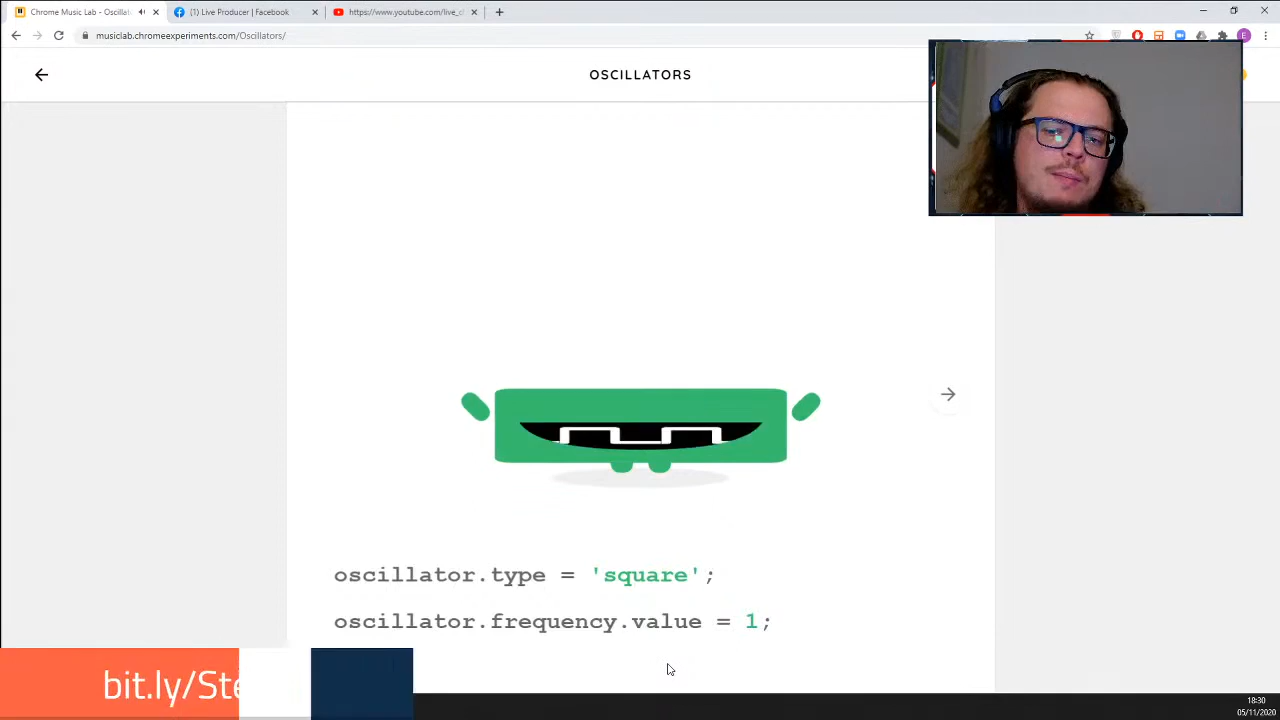 Chrome Music Lab - Oscillat
(1) Live Producer | Facebook
https://www.youtube.com/live_c
musiclab.chromeexperiments.com/Oscillators/
E
OSCILLATORS
oscillator.type = 'square';
oscillator.frequency.value = 1;
bit.ly/Ste
18:30
05/11/2020